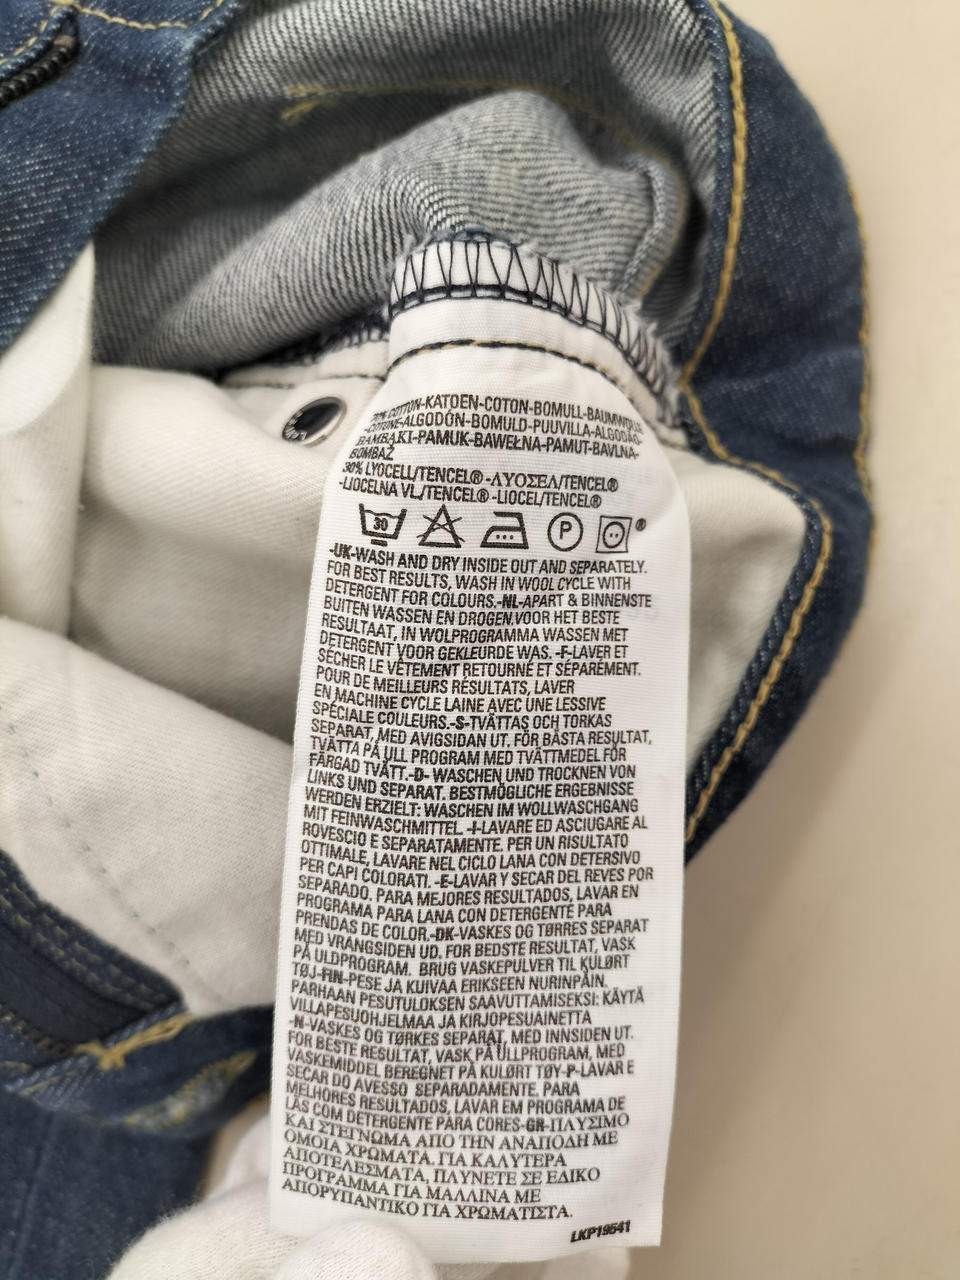 70% COTTON-KATOEN-COTON-BOMULL-BAUMWOLLE
-COTONE-ALGODÓN-BOMULD-PUUVILLA-ALGODÃO-
BAMBAKI-PAMUK-BAWEŁNA-PAMUT-BAVLNA-
BOMBAŽ
30% LYOCELL/TENCEL®-ΛΥΟΣΕΛ/TENCEL®
-LIOCELNA VL/TENCEL®-LIOCEL/TENCEL®
30 P ®
-UK-WASH AND DRY INSIDE OUT AND SEPARATELY.
FOR BEST RESULTS, WASH IN WOOL CYCLE WITH
DETERGENT FOR COLOURS.-NL-APART & BINNENSTE
BUITEN WASSEN EN DROGEN.VOOR HET BESTE
RESULTAAT, IN WOLPROGRAMMA WASSEN MET
DETERGENT VOOR GEKLEURDE WAS. -F-LAVER ET
SÉCHER LE VÊTEMENT RETOURNÉ ET SÉPARÉMENT.
POUR DE MEILLEURS RÉSULTATS, LAVER
EN MACHINE CYCLE LAINE AVEC UNE LESSIVE
SPÉCIALE COULEURS.-S-TVÄTTAS OCH TORKAS
SEPARAT, MED AVIGSIDAN UT. FÖR BÄSTA RESULTAT,
TVÄTTA PÅ ULL PROGRAM MED TVÄTTMEDEL FÖR
FÄRGAD TVÄTT.-D- WASCHEN UND TROCKNEN VON
LINKS UND SEPARAT. BESTMÖGLICHE ERGEBNISSE
WERDEN ERZIELT: WASCHEN IM WOLLWASCHGANG
MIT FEINWASCHMITTEL. -I-LAVARE ED ASCIUGARE AL
ROVESCIO E SEPARATAMENTE. PER UN RISULTATO
OTTIMALE, LAVARE NEL CICLO LANA CON DETERSIVO
PER CAPI COLORATI. -E-LAVAR Y SECAR DEL REVES POR
SEPARADO. PARA MEJORES RESULTADOS, LAVAR EN
PROGRAMA PARA LANA CON DETERGENTE PARA
PRENDAS DE COLOR.-DK-VASKES OG TØRRES SEPARAT
MED VRANGSIDEN UD. FOR BEDSTE RESULTAT, VASK
PÅ ULDPROGRAM. BRUG VASKEPULVER TIL KULØRT
TØJ-FIN-PESE JA KUIVAA ERIKSEEN NURINPÄIN.
PARHAAN PESUTULOKSEN SAAVUTTAMISEKSI: KÄYTÄ
VILLAPESUOHJELMAA JA KIRJOPESUAINETTA
-N-VASKES OG TØRKES SEPARAT, MED INNSIDEN UT.
FOR BESTE RESULTAT, VASK PÅ ULLPROGRAM, MED
VASKEMIDDEL BEREGNET PÅ KULØRT TØY-P-LAVAR E
SECAR DO AVESSO SEPARADAMENTE. PARA
MELHORES RESULTADOS, LAVAR EM PROGRAMA DE
LÃS COM DETERGENTE PARA CORES-GR-ΠΛΥΣΙΜΟ
ΚΑΙ ΣΤΕΓΝΩΜΑ ΑΠΟ ΤΗΝ ΑΝΑΠΟΔΗ ΜΕ
ΟΜΟΙΑ ΧΡΩΜΑΤΑ. ΓΙΑ ΚΑΛΥΤΕΡΑ
ΑΠΟΤΕΛΕΣΜΑΤΑ, ΠΛΥΝΕΤΕ ΣΕ ΕΔΙΚΟ
ΠΡΟΓΡΑΜΜΑ ΓΙΑ ΜΑΛΛΙΝΑ ΜΕ
ΑΠΟΡΥΠΑΝΤΙΚΟ ΓΙΑ ΧΡΩΜΑΤΙΣΤΑ.
LKP19541